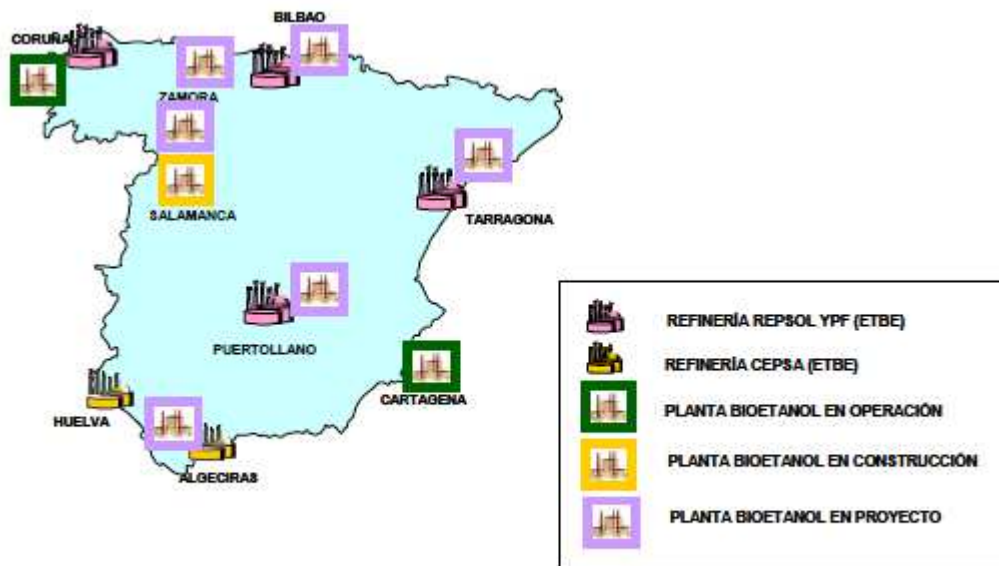 BILBAO
CORUÑA
ZAMORA
SALAMANCA
TARRAGONA
PUERTOLLANO
CARTAGENA
HUELVA
ALGECIRAS
REFINERÍA REPSOL YPF (ETBE)
REFINERÍA CEPSA (ETBE)
PLANTA BIOETANOL EN OPERACIÓN
PLANTA BIOETANOL EN CONSTRUCCIÓN
PLANTA BIOETANOL EN PROYECTO